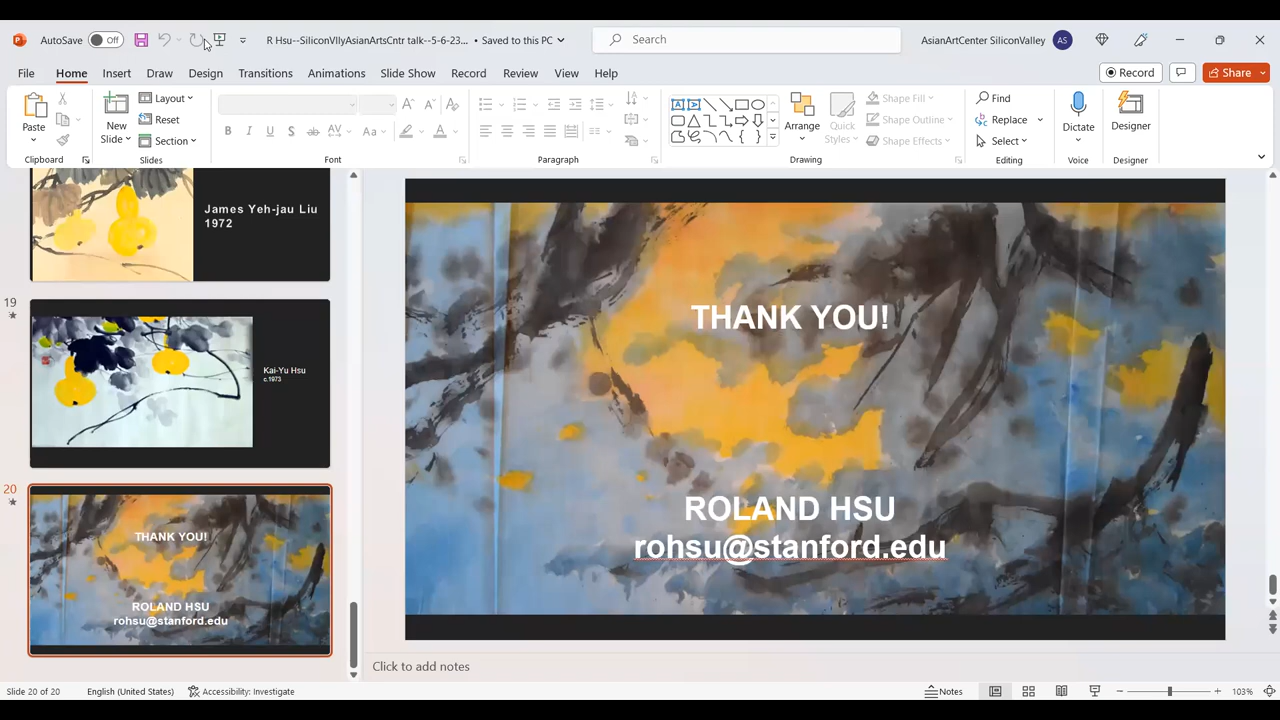 AutoSave
Off
R Hsu--SiliconVllyAsianArtsCntr talk--5-6-23... • Saved to this PC
Search
AsianArtCenter SiliconValley
AS
File
Home
Insert
Draw
Design
Transitions
Animations
Slide Show
Record
Review
View
Help
Record
Share
Paste
Clipboard
New
Slide
Layout
Reset
Section
Slides
Font
Paragraph
Arrange
Quick
Styles
Shape Fill
Shape Outline
Shape Effects
Drawing
Find
Replace
Select
Editing
Dictate
Voice
Designer
Designer
James Yeh-jau Liu
1972
19
Kai-Yu Hsu
c.1973
20
THANK YOU!
ROLAND HSU
rohsu@stanford.edu
THANK YOU!
ROLAND HSU
rohsu@stanford.edu
Click to add notes
Slide 20 of 20
English (United States)
Accessibility: Investigate
Notes
103%